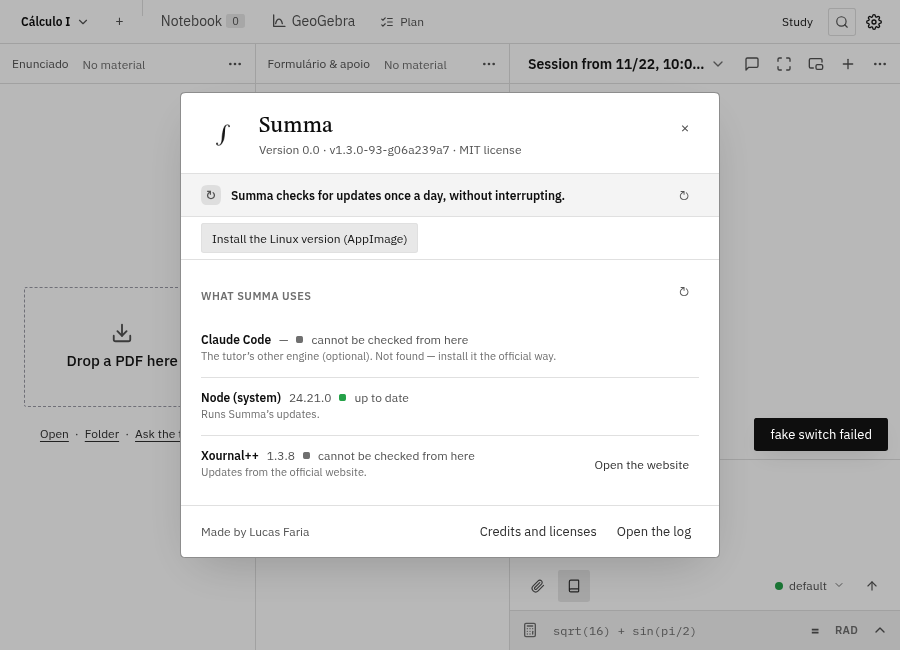 Cálculo I
+
Notebook 0
GeoGebra
Plan
Study
Enunciado No material
Formulário & apoio No material
Session from 11/22, 10:0...
∫
Summa
Version 0.0 · v1.3.0-93-g06a239a7 · MIT license
×
↻ Summa checks for updates once a day, without interrupting. ↻
Install the Linux version (AppImage)
WHAT SUMMA USES ↻
Claude Code — cannot be checked from here
The tutor's other engine (optional). Not found — install it the official way.
Node (system) 24.21.0 up to date
Runs Summa's updates.
Xournal++ 1.3.8 cannot be checked from here
Updates from the official website.
Open the website
Made by Lucas Faria
Credits and licenses
Open the log
Drop a PDF here
Open · Folder · Ask the
fake switch failed
default
sqrt(16) + sin(pi/2)
= RAD